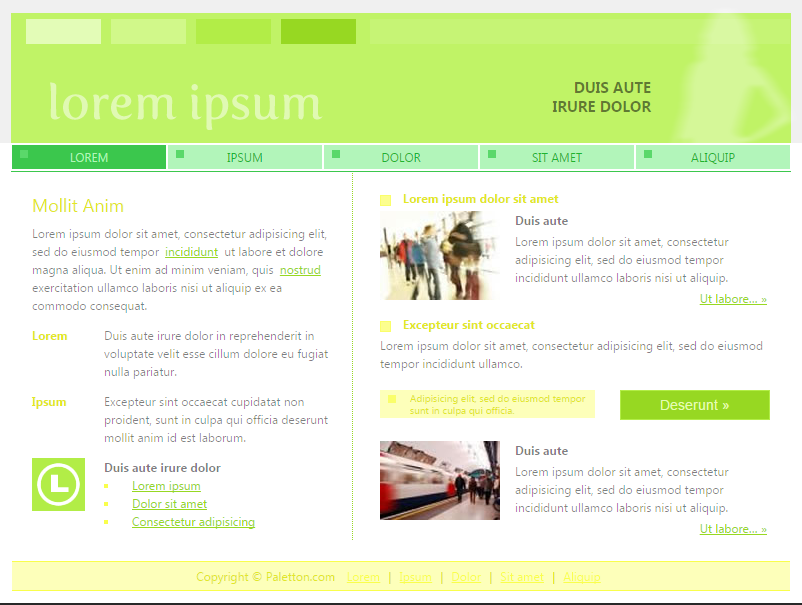 lorem ipsum
DUIS AUTE
IRURE DOLOR
LOREM
IPSUM
DOLOR
SIT AMET
ALIQUIP
Mollit Anim
Lorem ipsum dolor sit amet, consectetur adipisicing elit,
sed do eiusmod tempor incididunt ut labore et dolore
magna aliqua. Ut enim ad minim veniam, quis nostrud
exercitation ullamco laboris nisi ut aliquip ex ea
commodo consequat.
Lorem
Duis aute irure dolor in reprehenderit in
voluptate velit esse cillum dolore eu fugiat
nulla pariatur.
Ipsum
Excepteur sint occaecat cupidatat non
proident, sunt in culpa qui officia deserunt
mollit anim id est laborum.
Duis aute irure dolor
Lorem ipsum
Dolor sit amet
Consectetur adipisicing
Lorem ipsum dolor sit amet
Duis aute
Lorem ipsum dolor sit amet, consectetur
adipisicing elit, sed do eiusmod tempor
incididunt ullamco laboris nisi ut aliquip.
Ut labore... »
Excepteur sint occaecat
Lorem ipsum dolor sit amet, consectetur adipisicing elit, sed do eiusmod
tempor incididunt ullamco.
Adipisicing elit, sed do eiusmod tempor
sunt in culpa qui officia.
Deserunt »
Duis aute
Lorem ipsum dolor sit amet, consectetur
adipisicing elit, sed do eiusmod tempor
incididunt ullamco laboris nisi ut aliquip.
Ut labore... »
Copyright © Paletton.com Lorem | Ipsum | Dolor | Sit amet | Aliquip